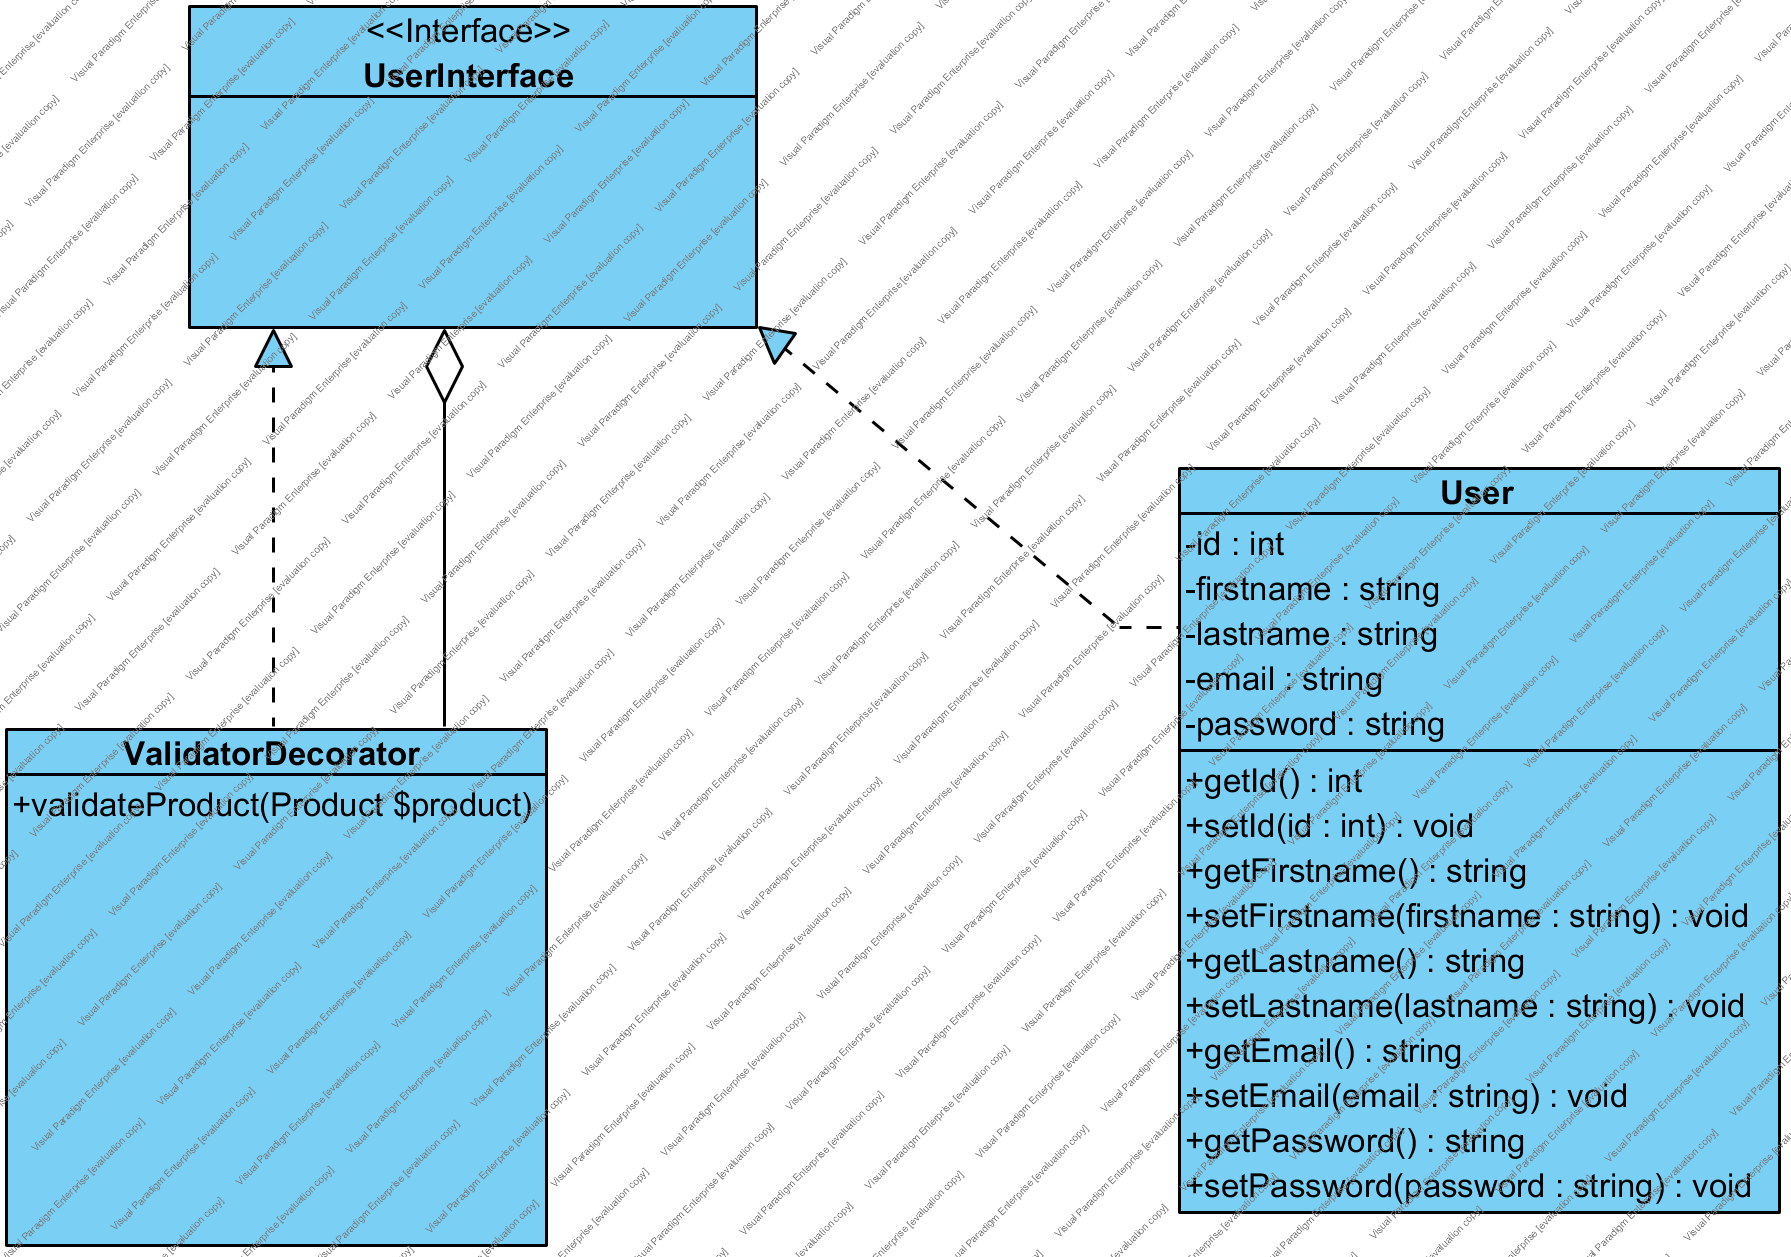 <<Interface>>
UserInterface
User
-id : int
-firstname : string
-lastname : string
-email : string
-password : string
+getId() : int
+setId(id : int) : void
+getFirstname() : string
+setFirstname(firstname : string) : void
+getLastname() : string
+setLastname(lastname : string) : void
+getEmail() : string
+setEmail(email : string) : void
+getPassword() : string
+setPassword(password : string) : void
ValidatorDecorator
+validateProduct(Product $product)
Visual Paradigm Enterprise [evaluation copy]